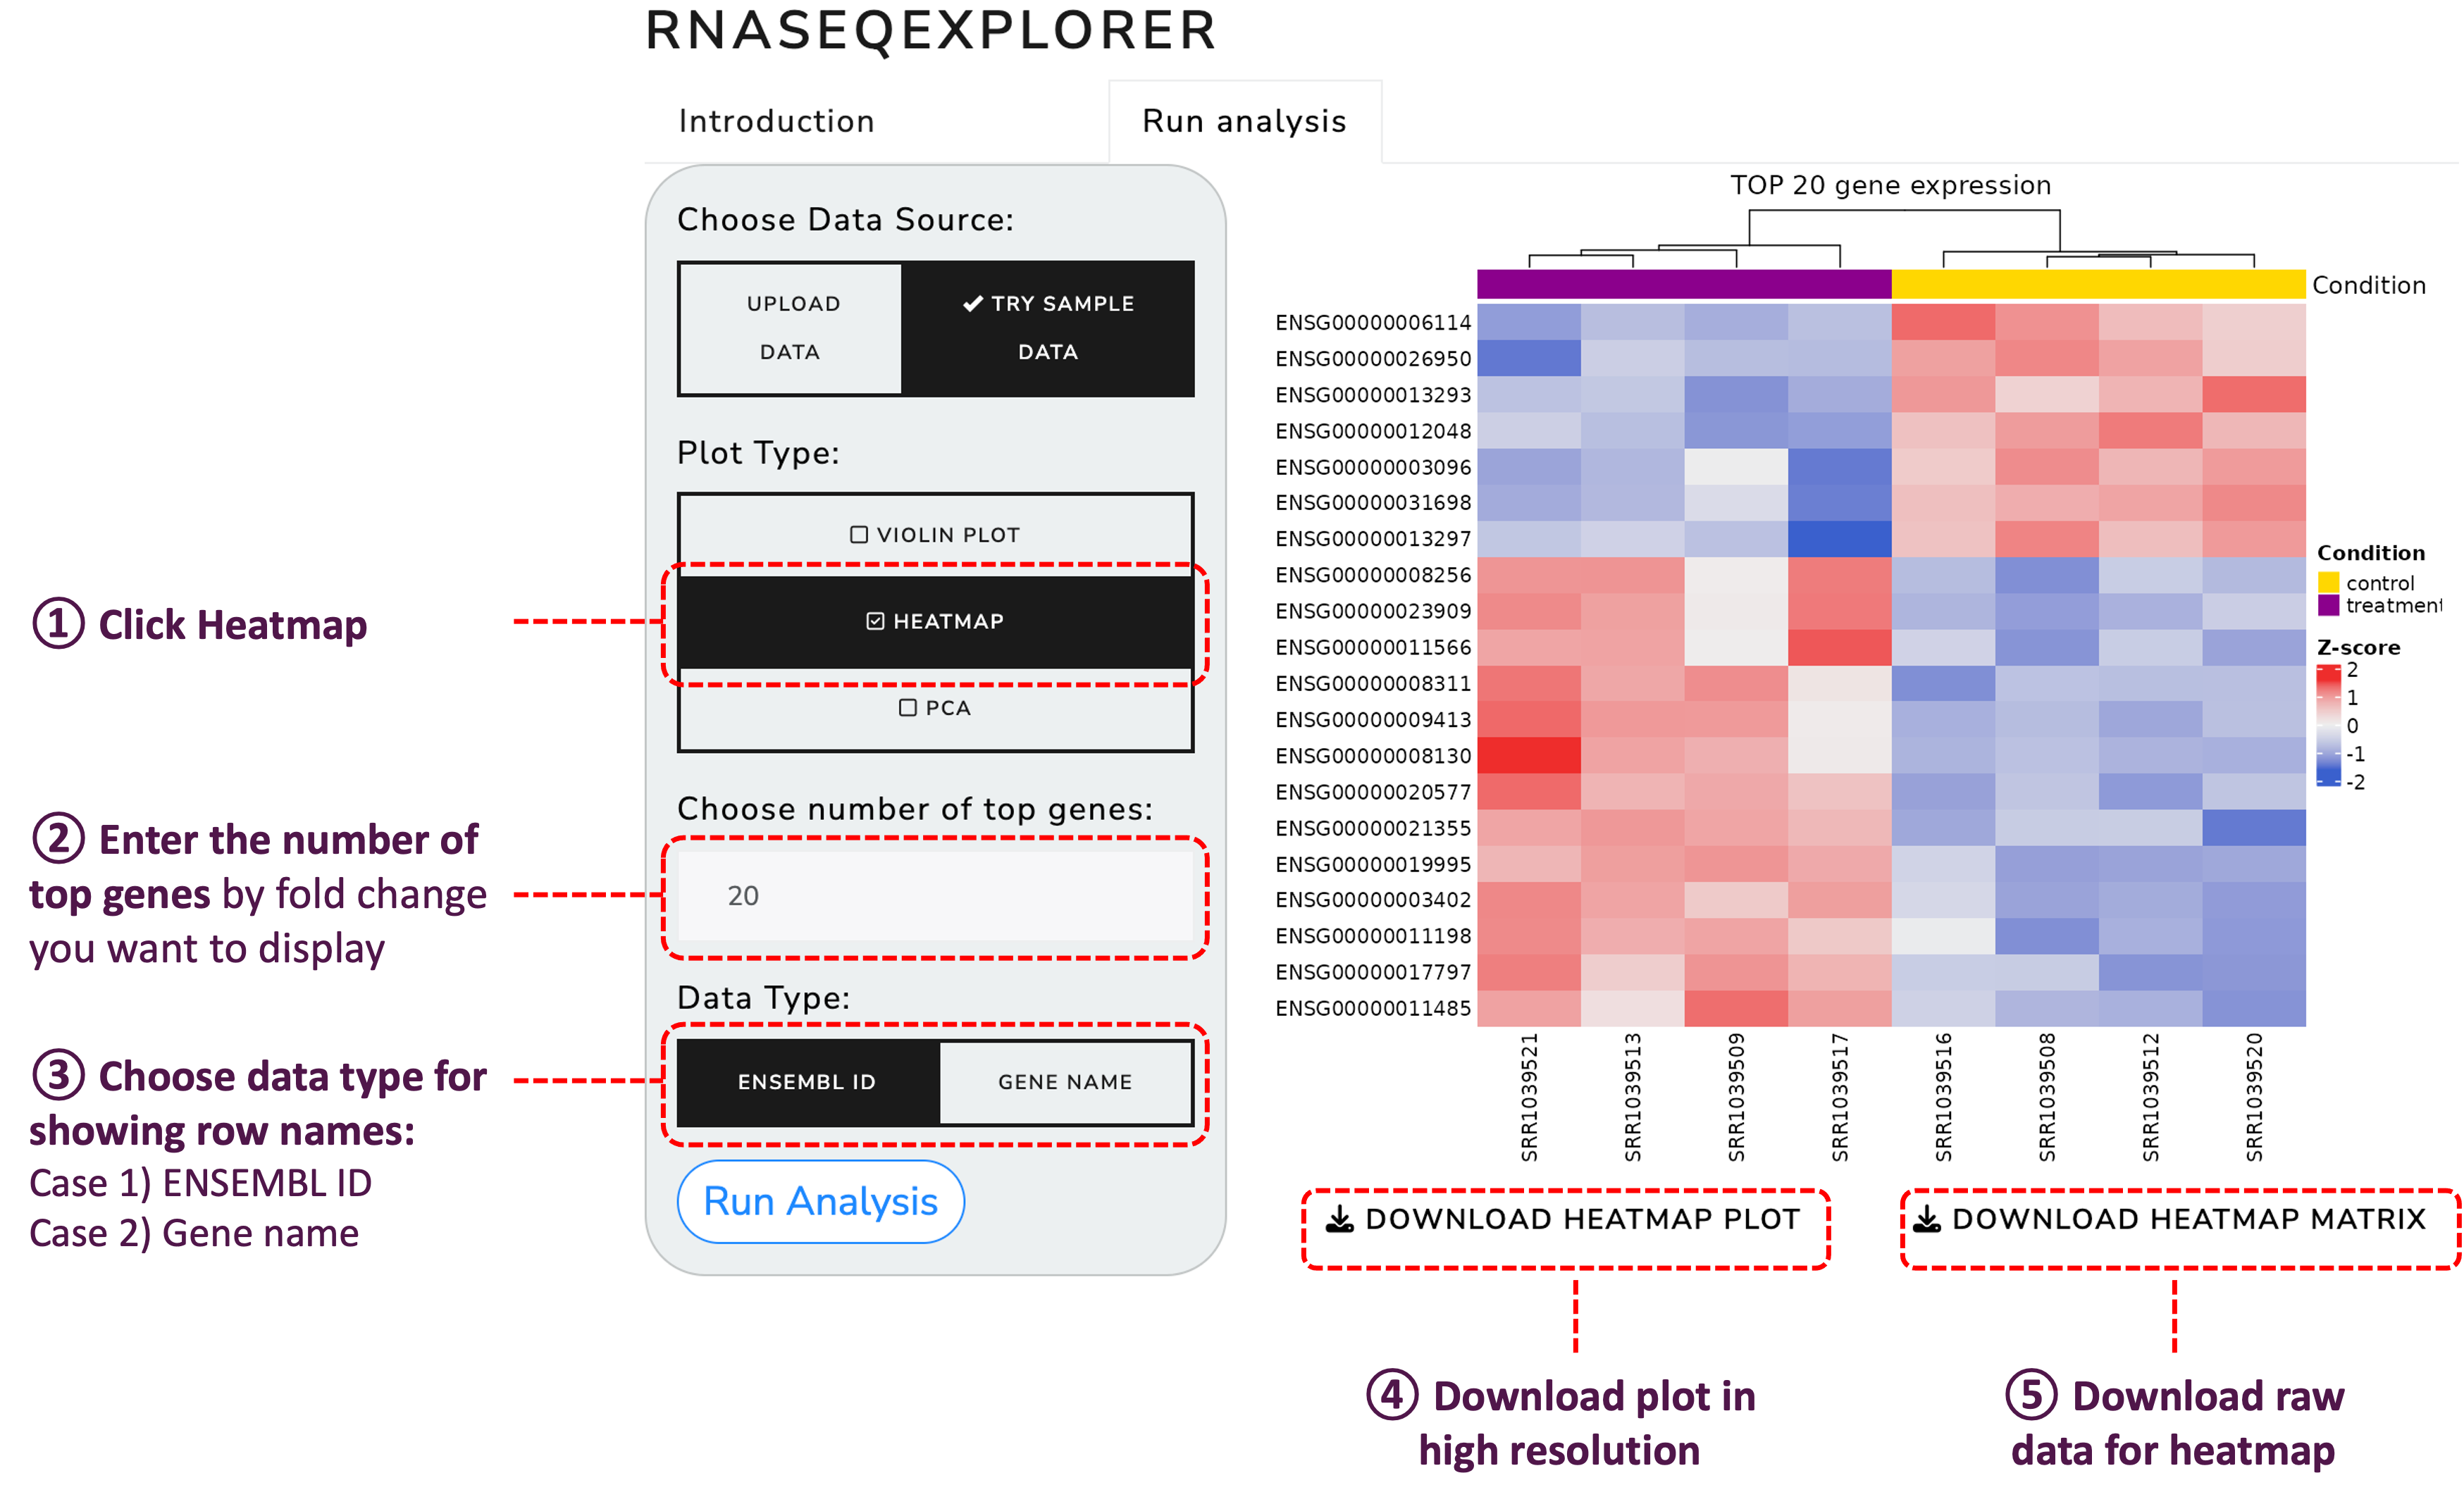 RNASEQEXPLORER
Introduction
Run analysis
Choose Data Source:
UPLOAD
DATA
TRY SAMPLE
DATA
Plot Type:
VIOLIN PLOT
HEATMAP
PCA
Choose number of top genes:
20
Data Type:
ENSEMBL ID
GENE NAME
Run Analysis
① Click Heatmap
② Enter the number of
top genes by fold change
you want to display
③ Choose data type for
showing row names:
Case 1) ENSEMBL ID
Case 2) Gene name
TOP 20 gene expression
Condition
ENSG00000006114
ENSG00000026950
ENSG00000013293
ENSG00000012048
ENSG00000003096
ENSG00000031698
ENSG00000013297
ENSG00000008256
ENSG00000023909
ENSG00000011566
ENSG00000008311
ENSG00000009413
ENSG00000008130
ENSG00000020577
ENSG00000021355
ENSG00000019995
ENSG00000003402
ENSG00000011198
ENSG00000017797
ENSG00000011485
SRR1039521
SRR1039513
SRR1039509
SRR1039517
SRR1039516
SRR1039508
SRR1039512
SRR1039520
Condition
control
treatment
Z-score
2
1
0
-1
-2
DOWNLOAD HEATMAP PLOT
DOWNLOAD HEATMAP MATRIX
④ Download plot in
high resolution
⑤ Download raw
data for heatmap